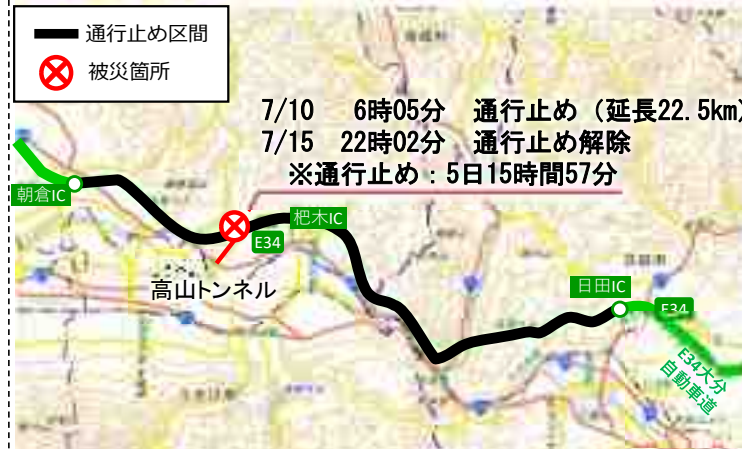 通行止め区間
被災箇所
7/10 6時05分 通行止め（延長22.5km）
7/15 22時02分 通行止め解除
※通行止め：5日15時間57分
朝倉IC
杷木IC
E34
高山トンネル
日田IC
E34
E34大分
自動車道